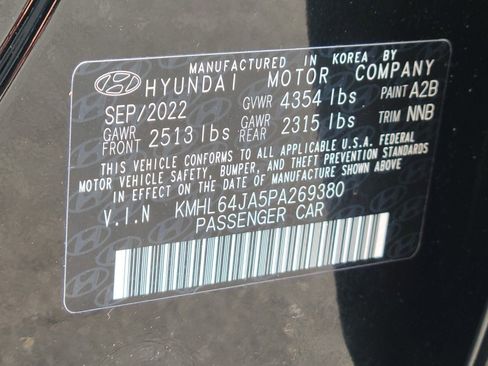 MANUFACTURED IN KOREA BY
HYUNDAI MOTOR COMPANY
SEP/2022 GVWR 4354 lbs PAINT A2B
GAWR FRONT 2513 lbs GAWR REAR 2315 lbs TRIM NNB
THIS VEHICLE CONFORMS TO ALL APPLICABLE U.S.A. FEDERAL
MOTOR VEHICLE SAFETY, BUMPER, AND THEFT PREVENTION STANDARDS
IN EFFECT ON THE DATE OF MANUFACTURE SHOWN ABOVE.
V.I.N KMHL64JA5PA269380
PASSENGER CAR